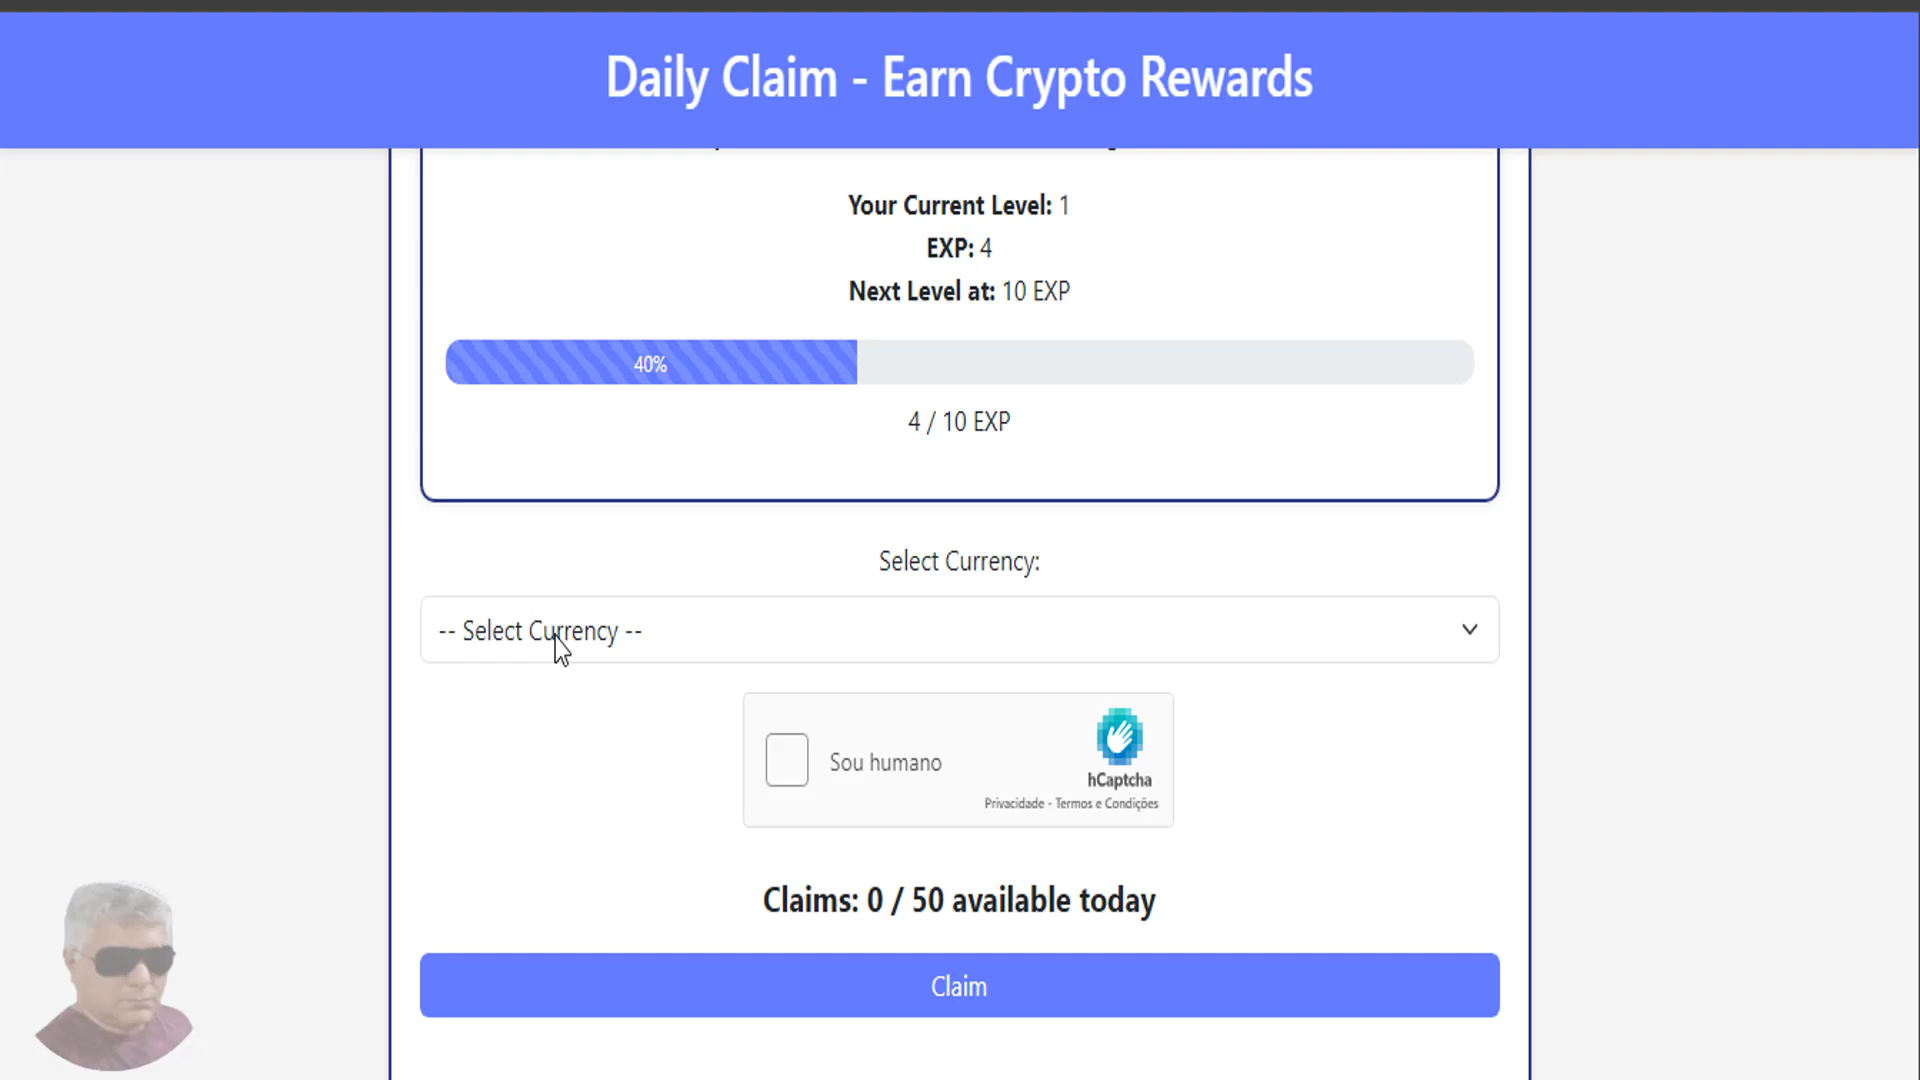 Daily Claim - Earn Crypto Rewards
Your Current Level: 1
EXP: 4
Next Level at: 10 EXP
40%
4 / 10 EXP
Select Currency:
-- Select Currency --
Sou humano
hCaptcha
Privacidade - Termos e Condições
Claims: 0 / 50 available today
Claim